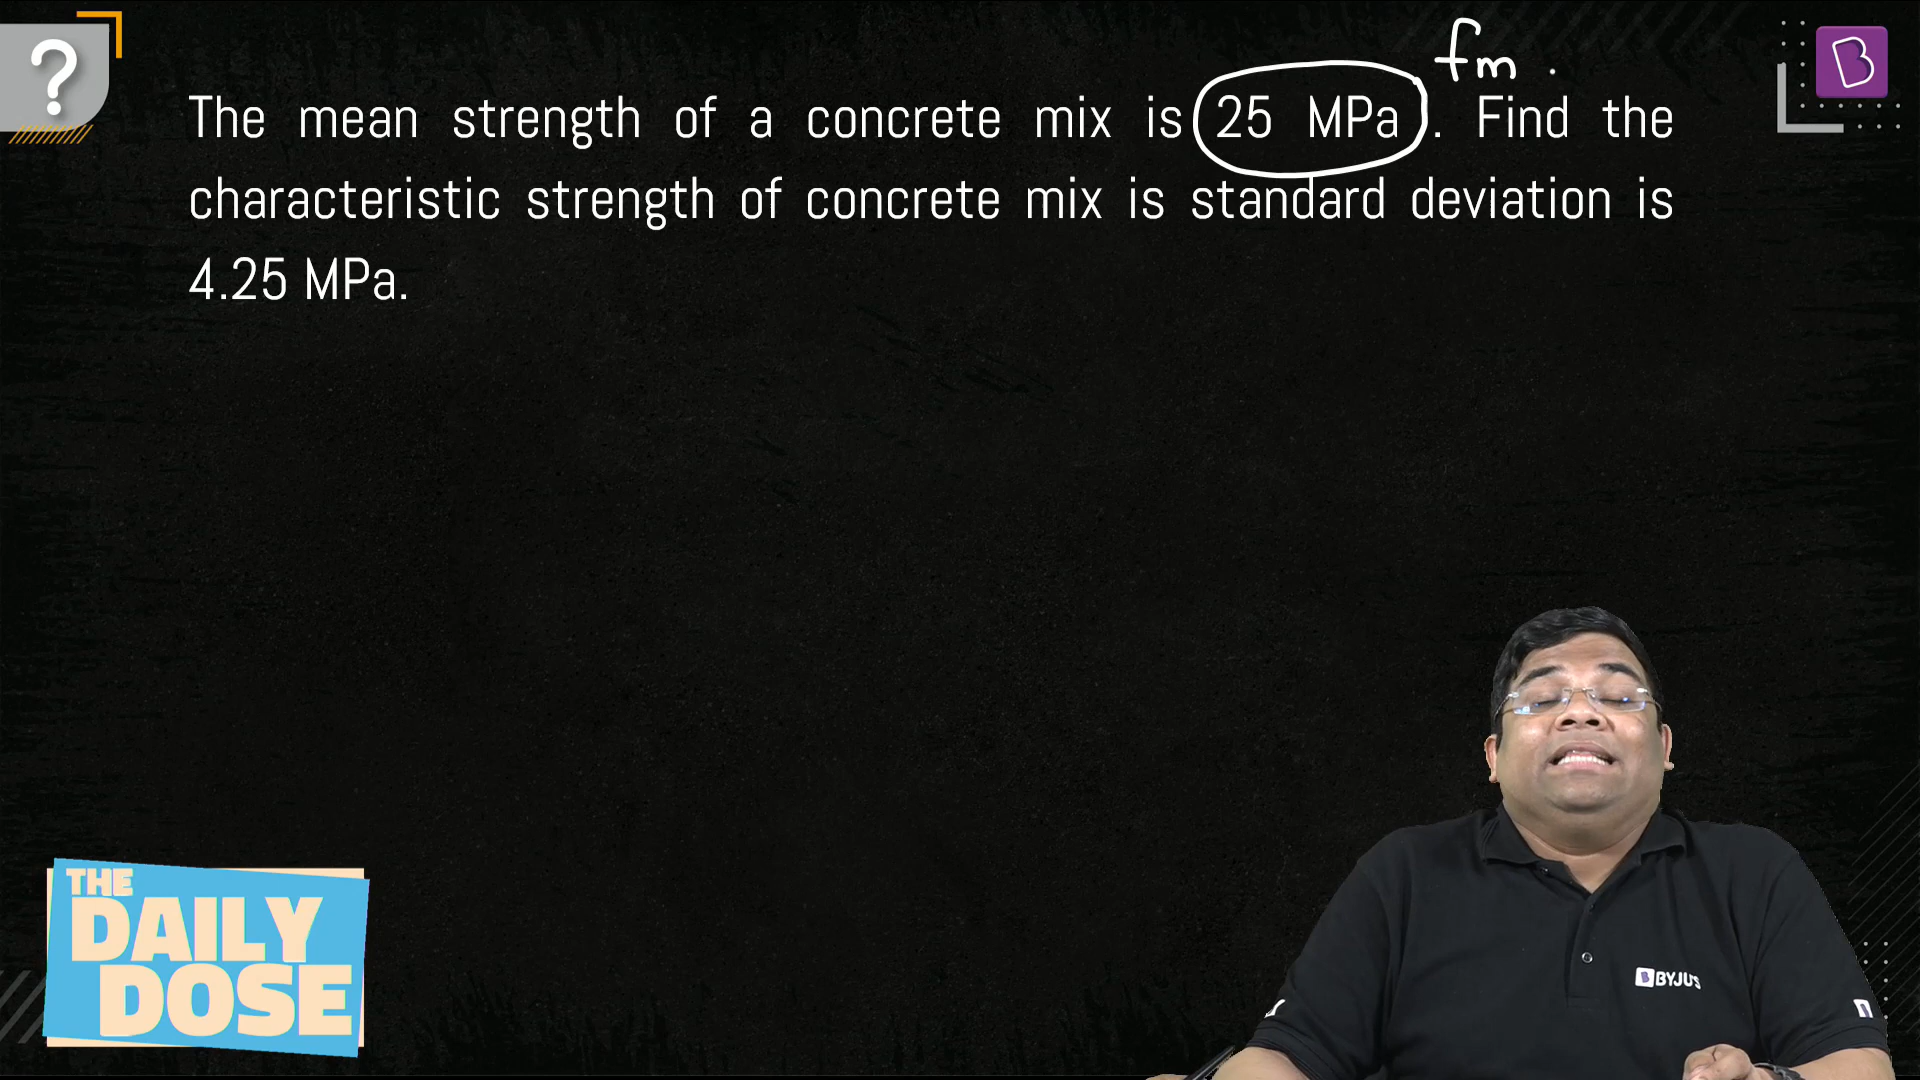 ?
fm .
B
The mean strength of a concrete mix is 25 MPa . Find the
characteristic strength of concrete mix is standard deviation is
4.25 MPa.
THE
DAILY
DOSE
B BYJU'S